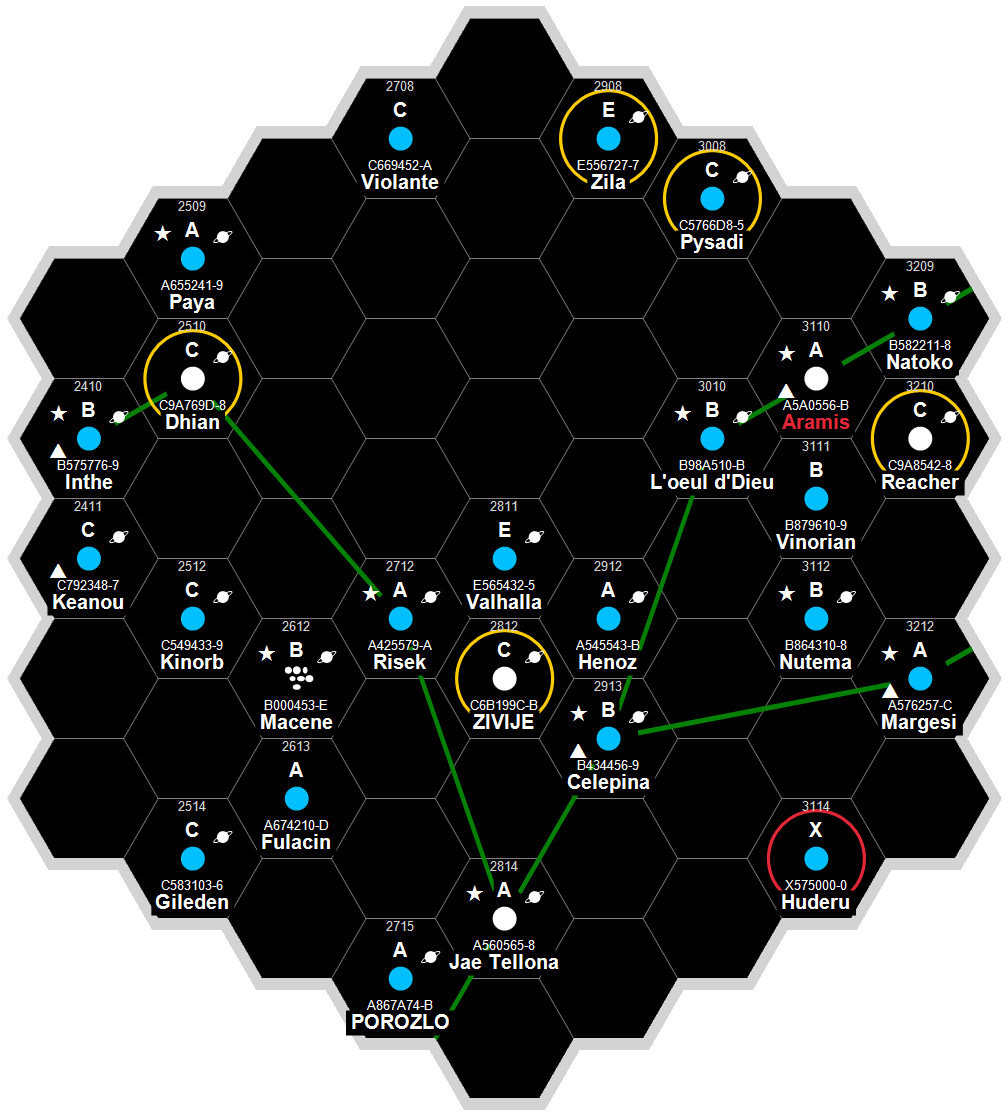 2708
C
C669452-A
Violante
2908
E
E556727-7
Zila
3008
C
C5766D8-5
Pysadi
2509
A
A655241-9
Paya
3209
B
B582211-8
Natoko
2510
C
C9A769D-8
Dhian
3110
A
A5A0556-B
Aramis
2410
B
B575776-9
Inthe
3010
B
B98A510-B
L'oeul d'Dieu
3210
C
C9A8542-8
Reacher
3111
B
B879610-9
Vinorian
2411
C
C792348-7
Keanou
2811
E
E565432-5
Valhalla
2512
C
C549433-9
Kinorb
2712
A
A425579-A
Risek
2912
A
A545543-B
Henoz
3112
B
B864310-8
Nutema
2612
B
B000453-E
Macene
2812
C
C6B199C-B
ZIVIJE
3212
A
A576257-C
Margesi
2913
B
B434456-9
Celepina
2613
A
A674210-D
Fulacin
2514
C
C583103-6
Gileden
3114
X
X575000-0
Huderu
2814
A
A560565-8
Jae Tellona
2715
A
A867A74-B
POROZLO